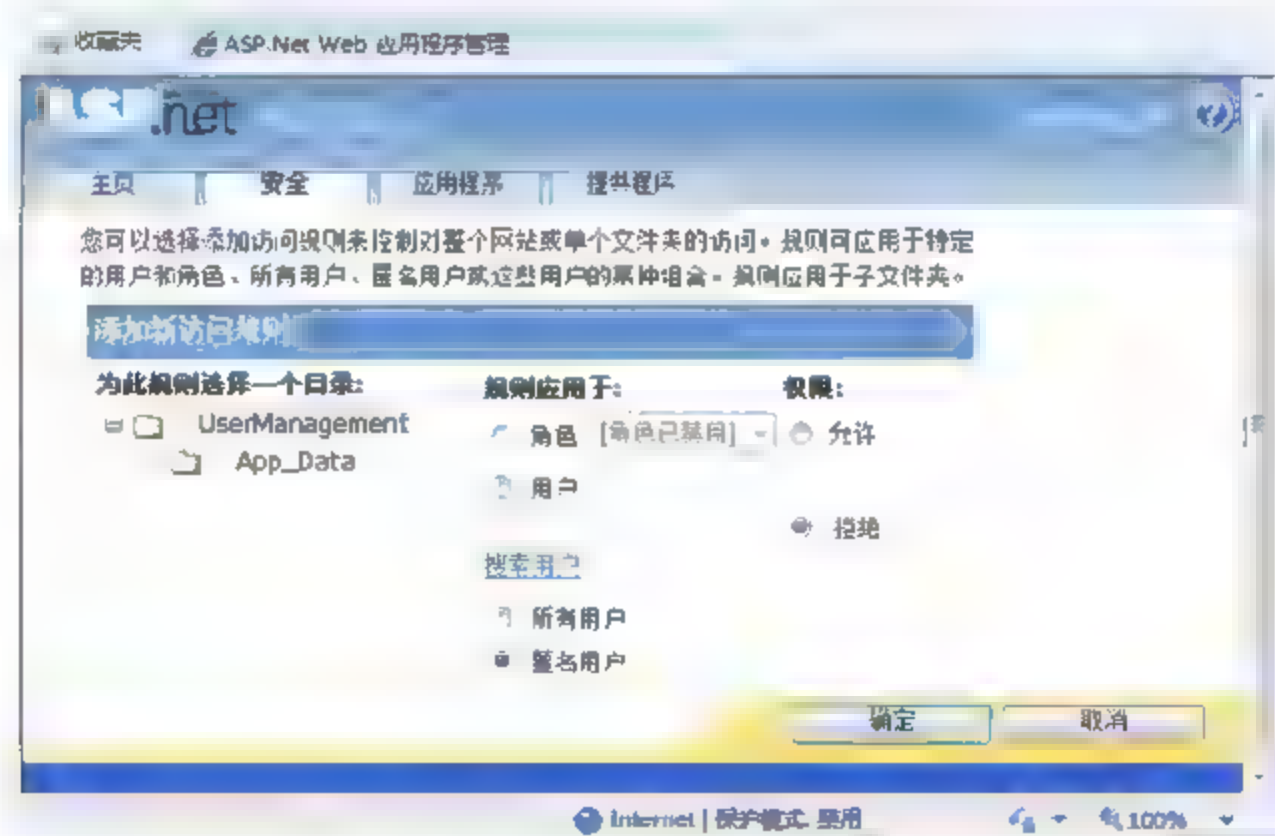 收藏夹 ASP.Net Web 应用程序管理
ASP.net
主页 安全 应用程序 提供程序
您可以选择添加访问规则来控制对整个网站或单个文件夹的访问。规则可应用于特定
的用户和角色、所有用户、匿名用户或这些用户的某种组合。规则应用于子文件夹。
添加新访问规则
为此规则选择一个目录: 规则应用于: 权限:
UserManagement 角色 [角色已禁用] 允许
App_Data
用户
拒绝
搜索用户
所有用户
匿名用户
确定 取消
Internet | 保护模式: 禁用 100%